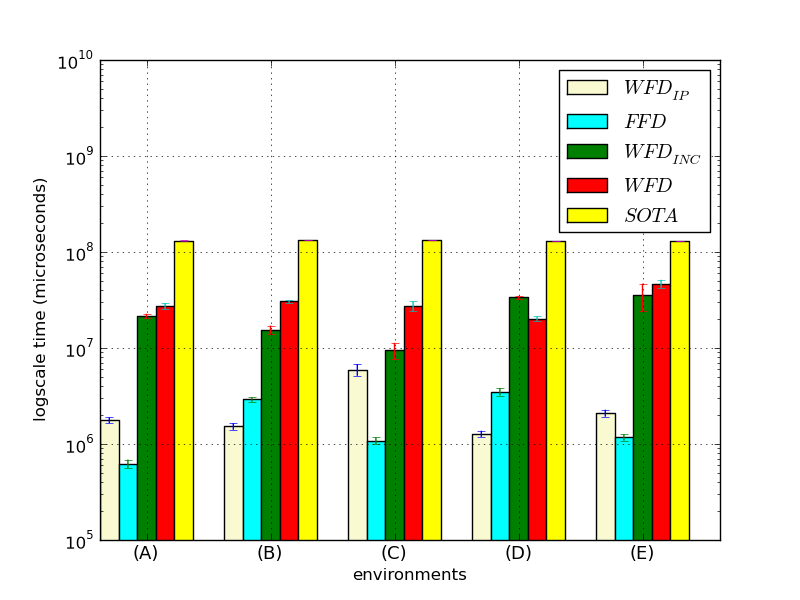 10^10
10^9
10^8
10^7
10^6
10^5
logscale time (microseconds)
WFD_IP
FFD
WFD_INC
WFD
SOTA
(A) (B) (C) (D) (E)
environments